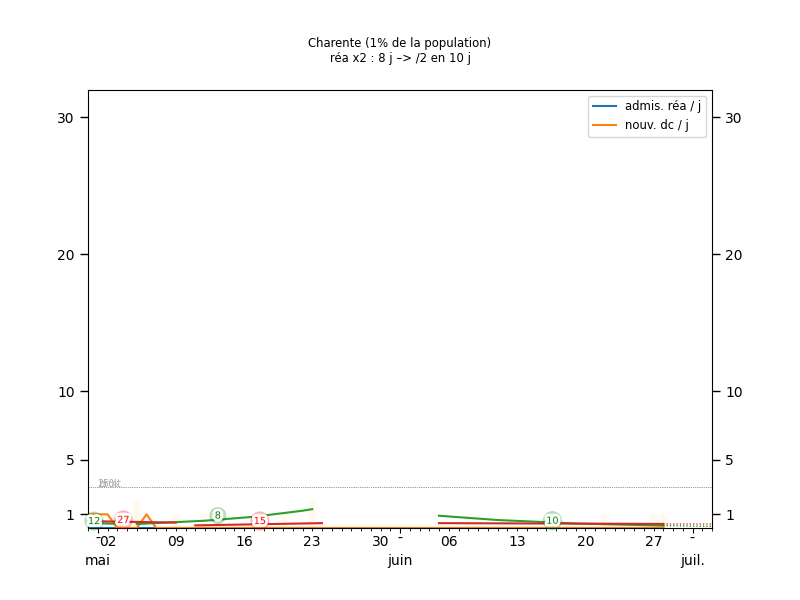 Charente (1% de la population)
réa x2 : 8 j –> /2 en 10 j
admis. réa / j
nouv. dc / j
30 30
20 20
10 10
5 5
1 1
12 27 8 15 10
02 09 16 23 30 - 06 13 20 27 -
mai juin juil.